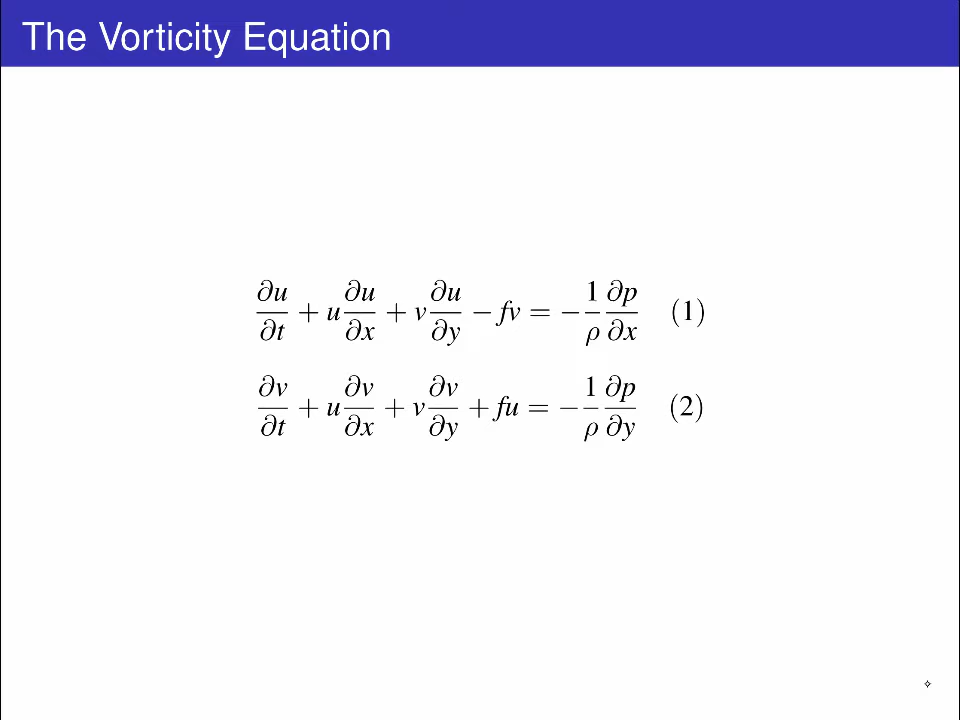 The Vorticity Equation
∂u/∂t + u ∂u/∂x + v ∂u/∂y − fv = − 1/ρ ∂p/∂x (1)
∂v/∂t + u ∂v/∂x + v ∂v/∂y + fu = − 1/ρ ∂p/∂y (2)